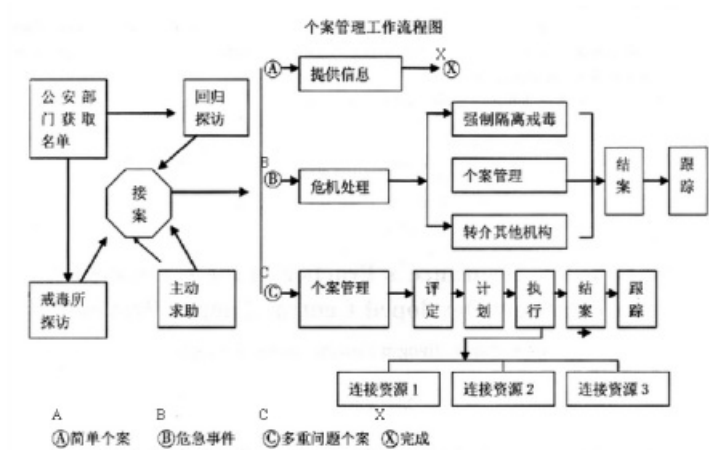 个案管理工作流程图
X
Ⓐ 提供信息 Ⓧ
公安部
门获取
名单
回归
探访
强制隔离戒毒
B
Ⓑ 危机处理
个案管理
结
案
跟
踪
接
案
转介其他机构
C
Ⓒ 个案管理
评
定
计
划
执
行
结
案
跟
踪
戒毒所
探访
主动
求助
连接资源1 连接资源2 连接资源3
A B C X
Ⓐ简单个案 Ⓑ危急事件 Ⓒ多重问题个案 Ⓧ完成